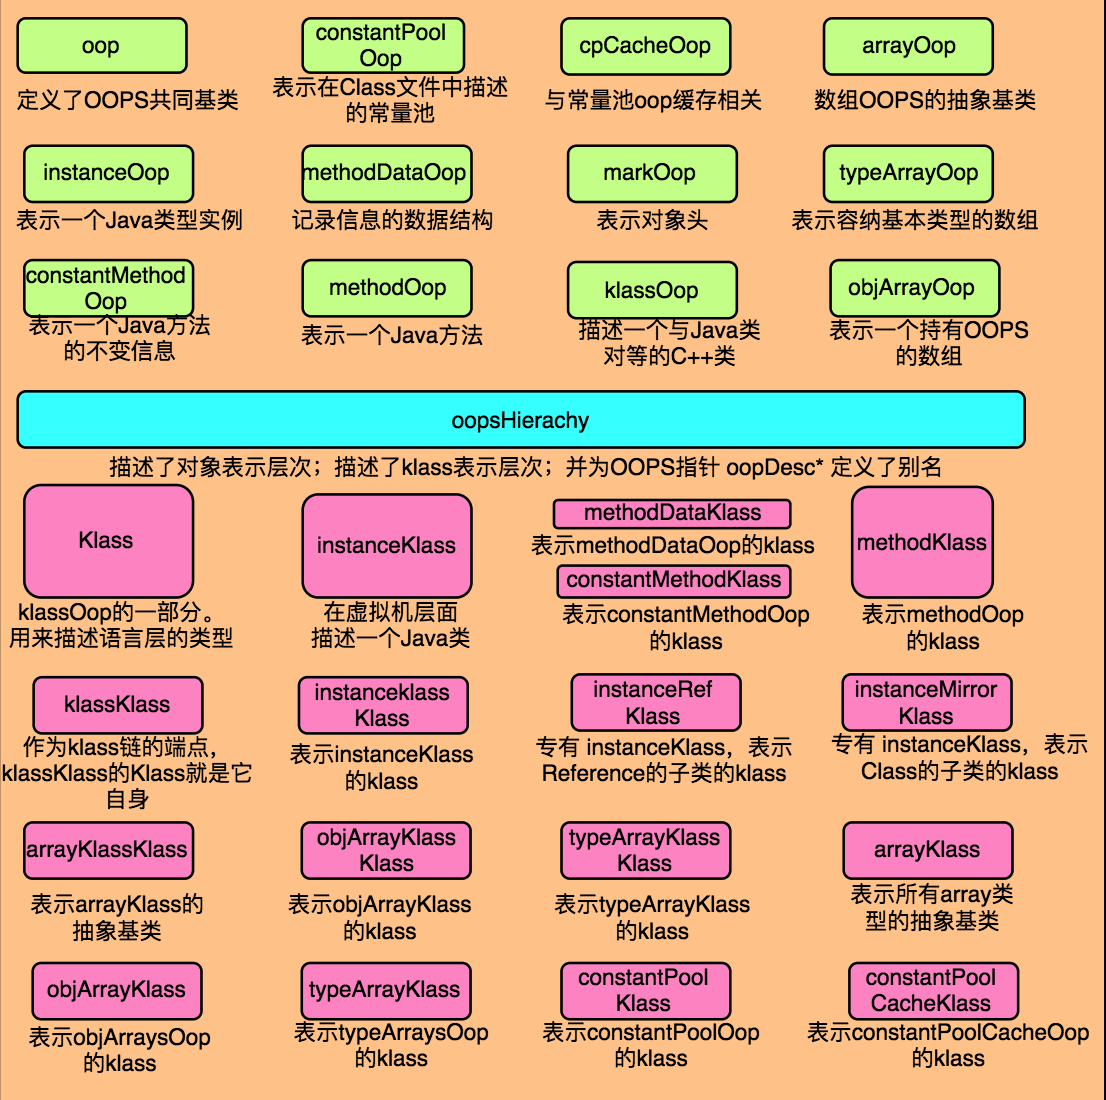 oop
定义了OOPS共同基类
constantPool
Oop
表示在Class文件中描述
的常量池
cpCacheOop
与常量池oop缓存相关
arrayOop
数组OOPS的抽象基类
instanceOop
表示一个Java类型实例
methodDataOop
记录信息的数据结构
markOop
表示对象头
typeArrayOop
表示容纳基本类型的数组
constantMethod
Oop
表示一个Java方法
的不变信息
methodOop
表示一个Java方法
klassOop
描述一个与Java类
对等的C++类
objArrayOop
表示一个持有OOPS
的数组
oopsHierachy
描述了对象表示层次；描述了klass表示层次；并为OOPS指针 oopDesc* 定义了别名
Klass
klassOop的一部分。
用来描述语言层的类型
instanceKlass
在虚拟机层面
描述一个Java类
methodDataKlass
表示methodDataOop的klass
constantMethodKlass
表示constantMethodOop
的klass
methodKlass
表示methodOop
的klass
klassKlass
作为klass链的端点，
klassKlass的Klass就是它
自身
instanceklass
Klass
表示instanceKlass
的klass
instanceRef
Klass
专有 instanceKlass，表示
Reference的子类的klass
instanceMirror
Klass
专有 instanceKlass，表示
Class的子类的klass
arrayKlassKlass
表示arrayKlass的
抽象基类
objArrayKlass
Klass
表示objArrayKlass
的klass
typeArrayKlass
Klass
表示typeArrayKlass
的klass
arrayKlass
表示所有array类
型的抽象基类
objArrayKlass
表示objArraysOop
的klass
typeArrayKlass
表示typeArraysOop
的klass
constantPool
Klass
表示constantPoolOop
的klass
constantPool
CacheKlass
表示constantPoolCacheOop
的klass